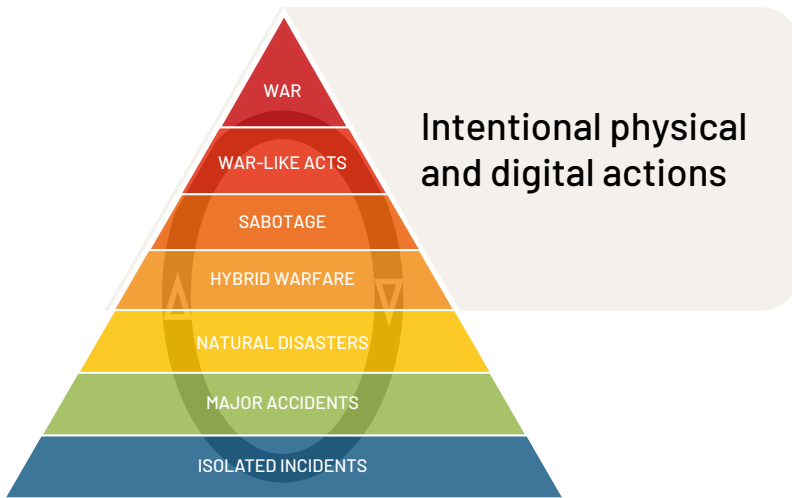 WAR
WAR-LIKE ACTS
SABOTAGE
HYBRID WARFARE
NATURAL DISASTERS
MAJOR ACCIDENTS
ISOLATED INCIDENTS
Intentional physical
and digital actions